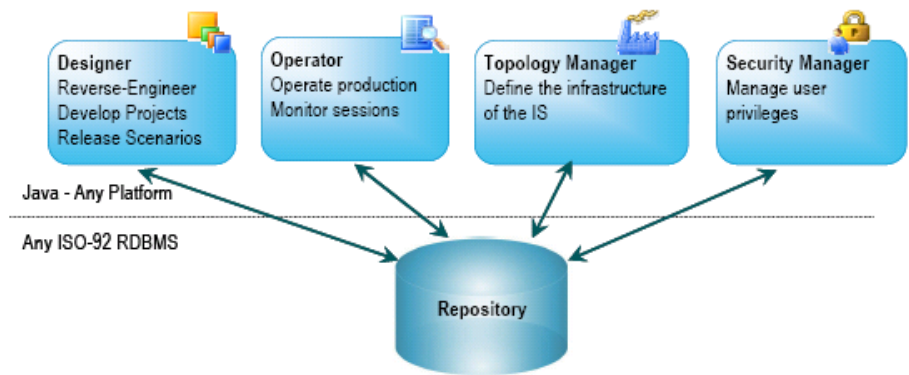 Designer
Reverse-Engineer
Develop Projects
Release Scenarios
Operator
Operate production
Monitor sessions
Topology Manager
Define the infrastructure
of the IS
Security Manager
Manage user
privileges
Java - Any Platform
Any ISO-92 RDBMS
Repository